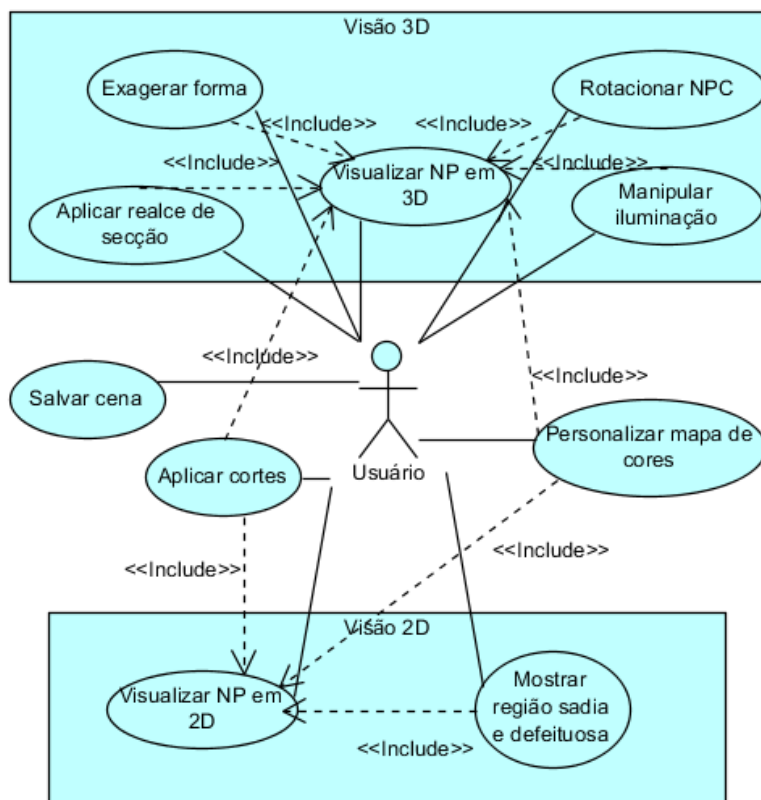 Visão 3D
Exagerar forma
Rotacionar NPC
<<Include>>
<<Include>>
<<Include>>
<<Include>>
Visualizar NP em
3D
Aplicar realce de
secção
Manipular
iluminação
<<Include>>
<<Include>>
Salvar cena
Usuário
Aplicar cortes
Personalizar mapa de
cores
<<Include>>
<<Include>>
Visão 2D
Visualizar NP em
2D
Mostrar
região sadia
e defeituosa
<<Include>>